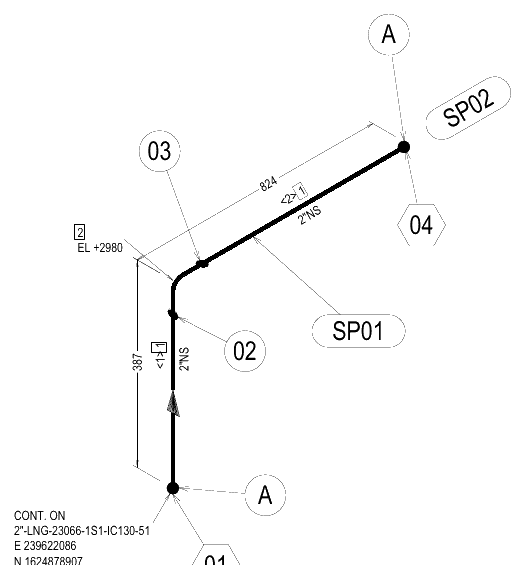 A
SP02
03
824
<2> 1
2"NS
04
2
EL +2980
SP01
02
387
<1> 1
2"NS
A
CONT. ON
2"-LNG-23066-1S1-IC130-51
E 239622086
N 1624878907
01